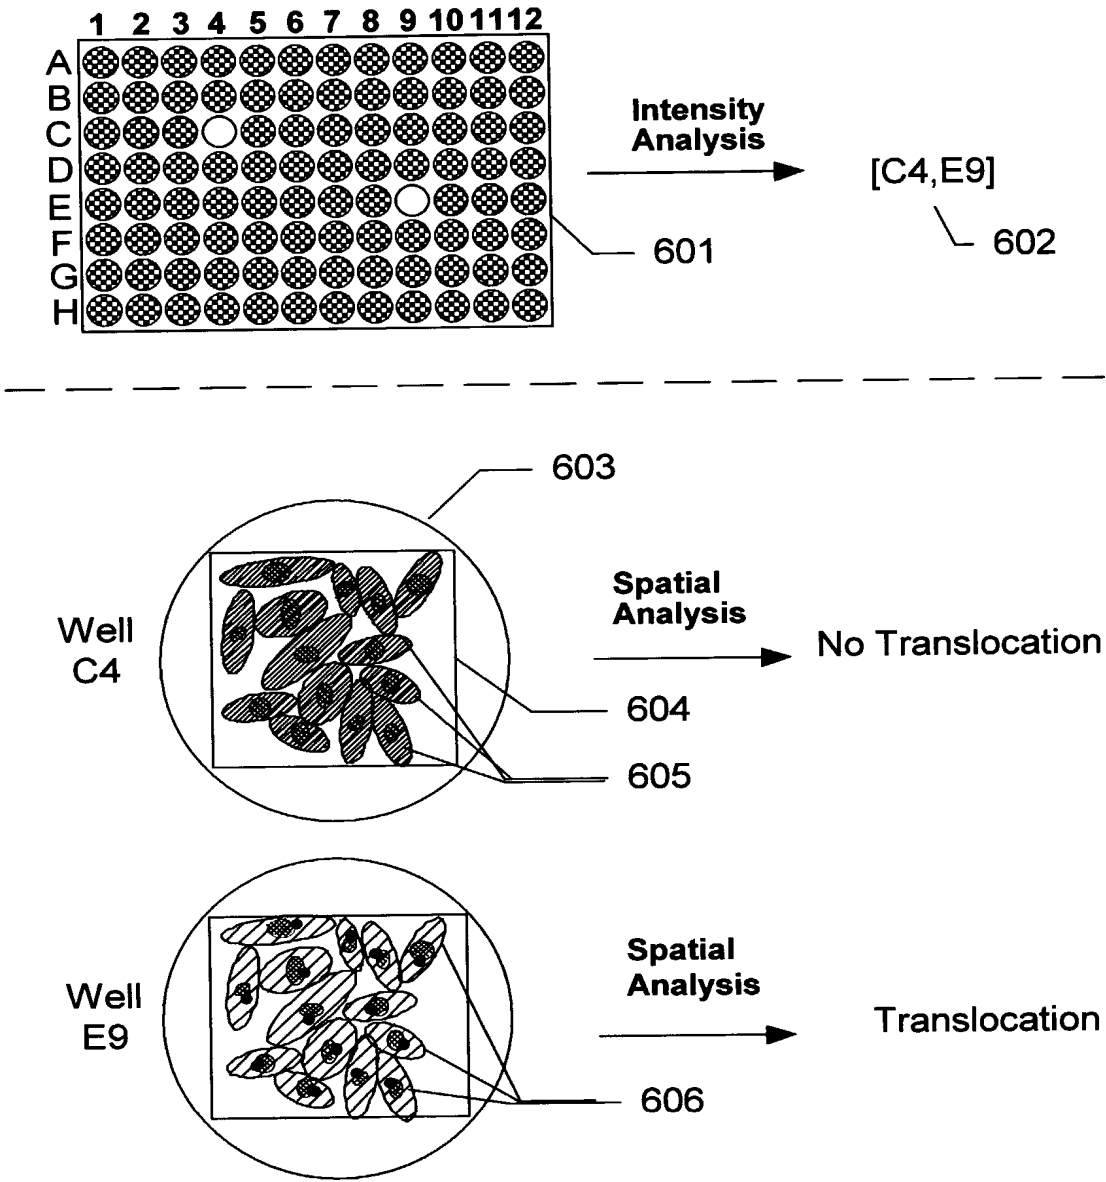 1 2 3 4 5 6 7 8 9 10 11 12
A
B
C
D
E
F
G
H
Intensity
Analysis
[C4,E9]
601
602
603
Well
C4
Spatial
Analysis
No Translocation
604
605
Well
E9
Spatial
Analysis
Translocation
606